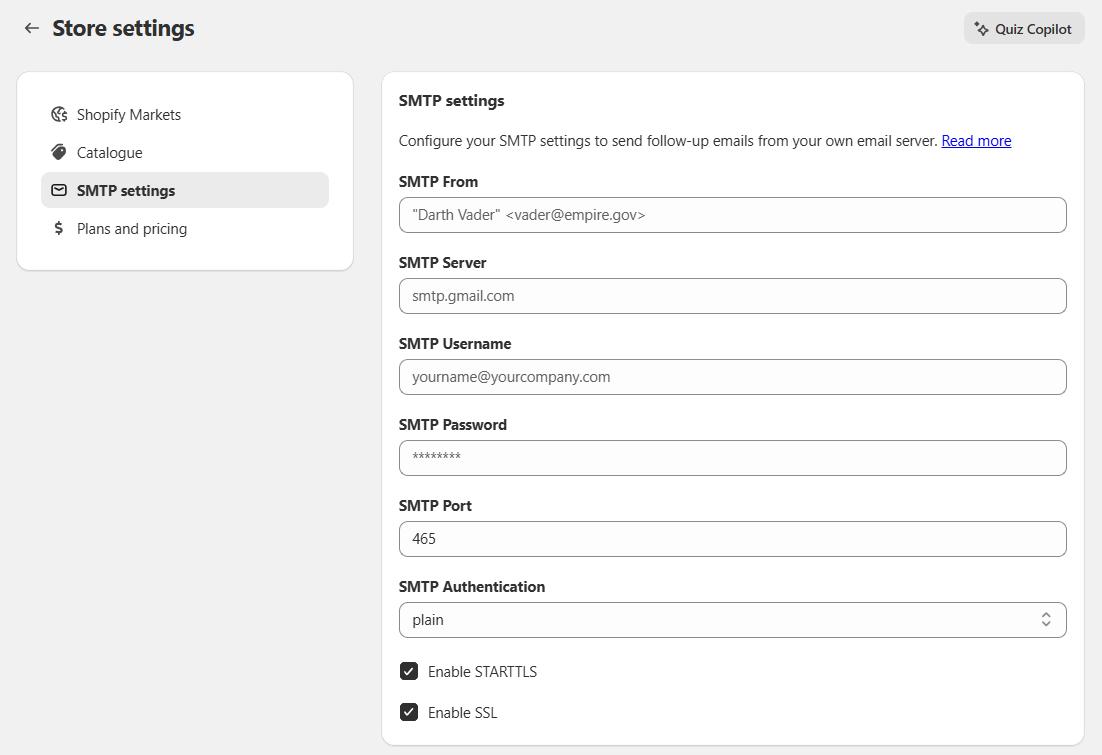 Store settings
Quiz Copilot
Shopify Markets
Catalogue
SMTP settings
Plans and pricing
SMTP settings
Configure your SMTP settings to send follow-up emails from your own email server. Read more
SMTP From
"Darth Vader" <vader@empire.gov>
SMTP Server
smtp.gmail.com
SMTP Username
yourname@yourcompany.com
SMTP Password
********
SMTP Port
465
SMTP Authentication
plain
Enable STARTTLS
Enable SSL